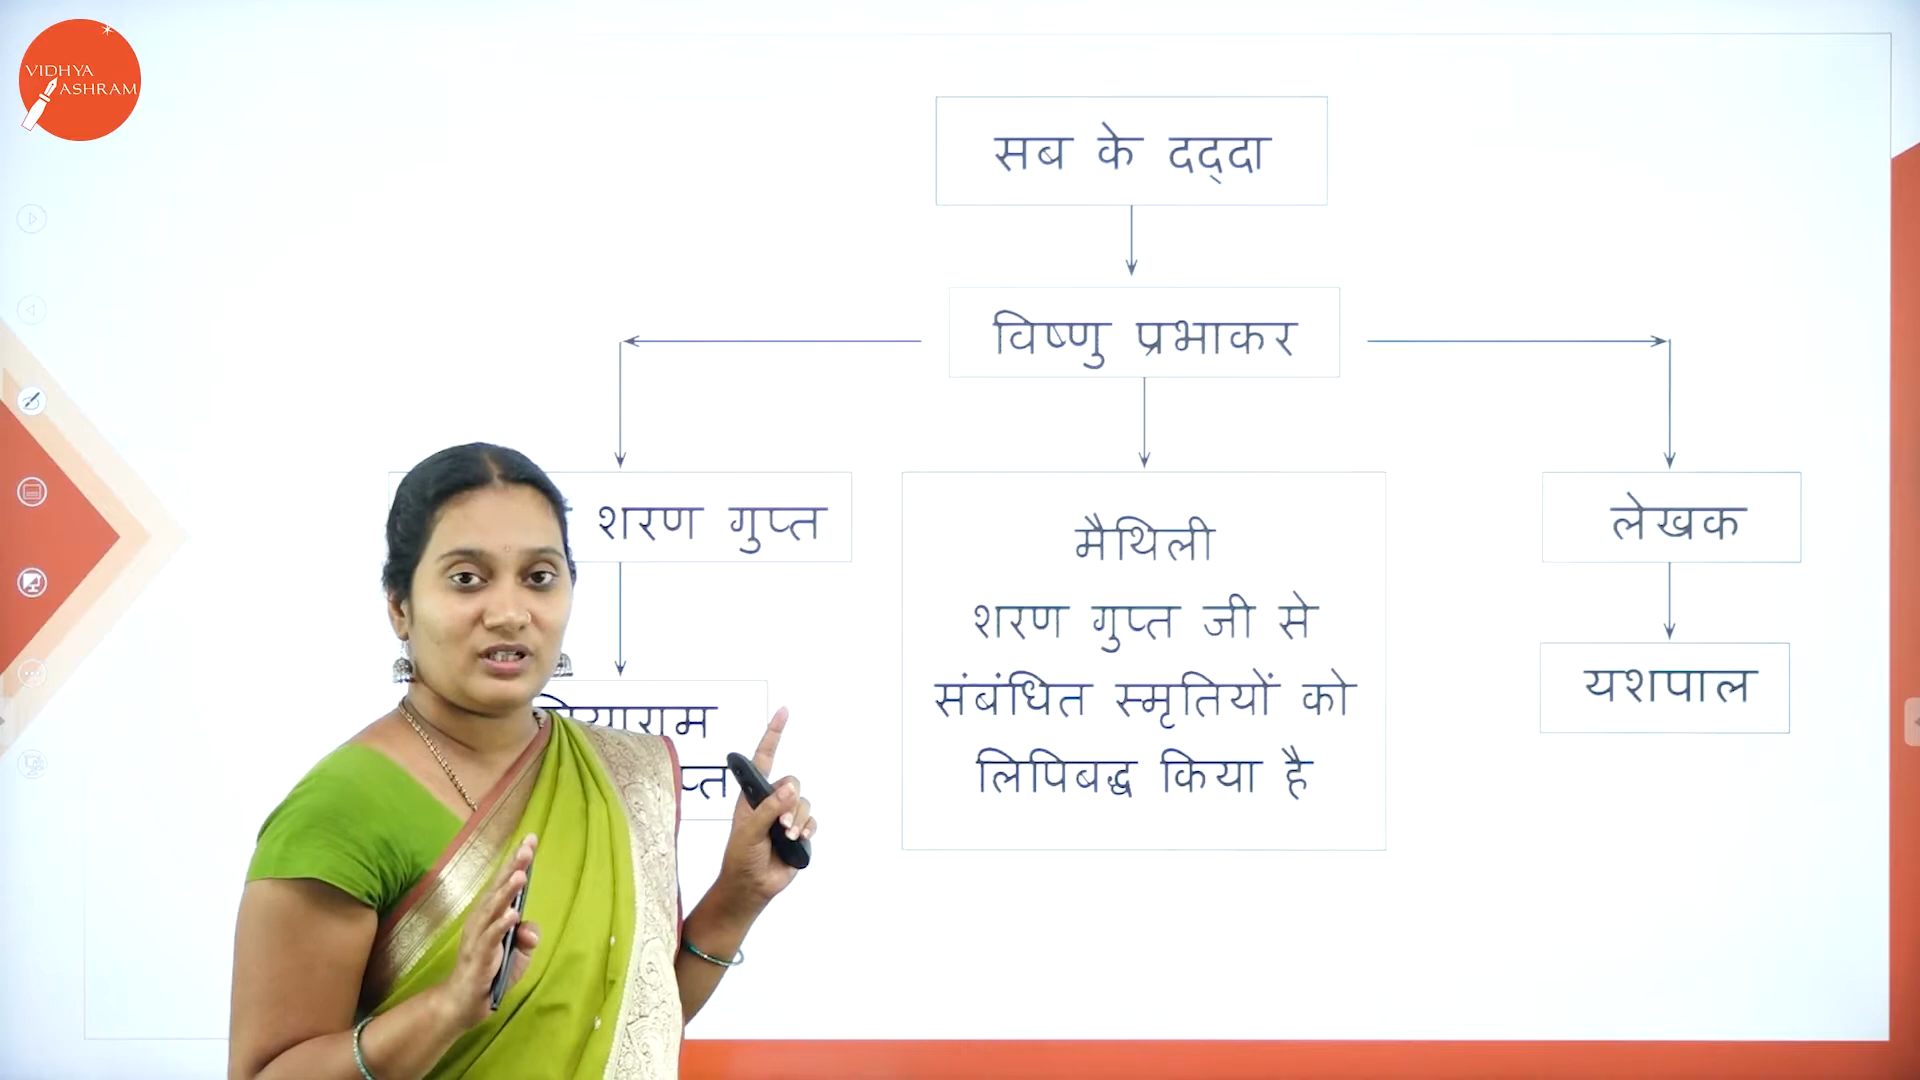 VIDHYA
ASHRAM
सब के दद्दा
विष्णु प्रभाकर
शरण गुप्त
लेखक
मैथिली
शरण गुप्त जी से
संबंधित स्मृतियों को
लिपिबद्ध किया है
यशपाल